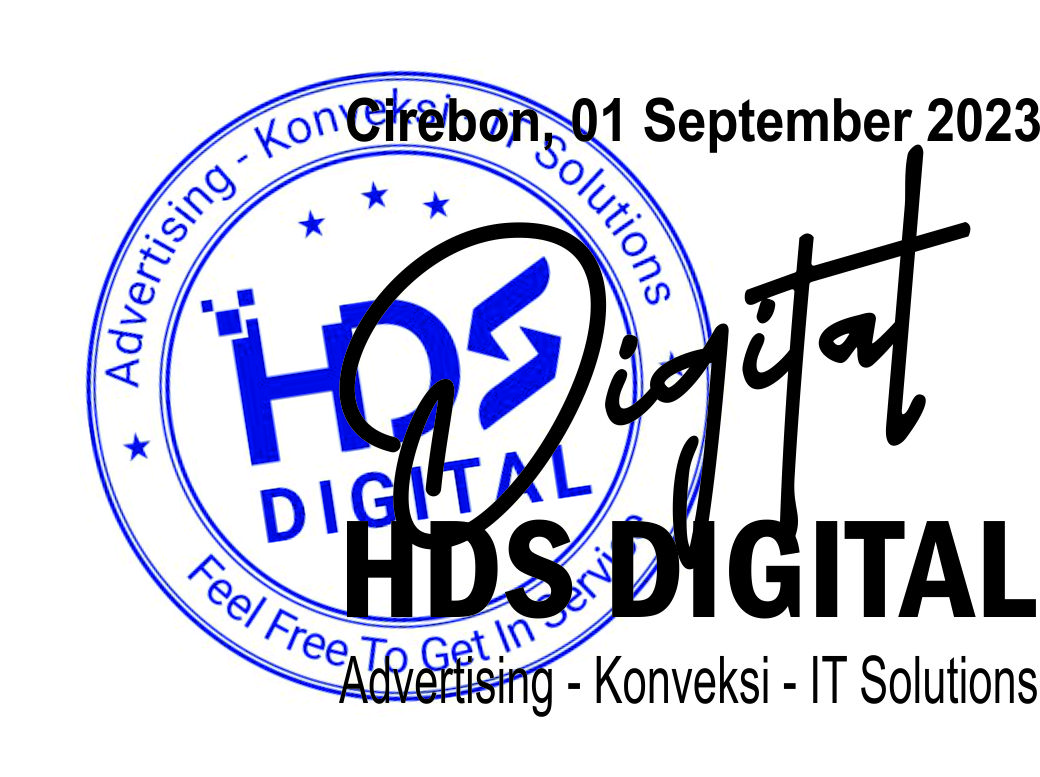 Cirebon, 01 September 2023
Advertising - Konveksi - IT Solutions
HDS
DIGITAL
Feel Free To Get In Servis
Digital
HDS DIGITAL
Advertising - Konveksi - IT Solutions